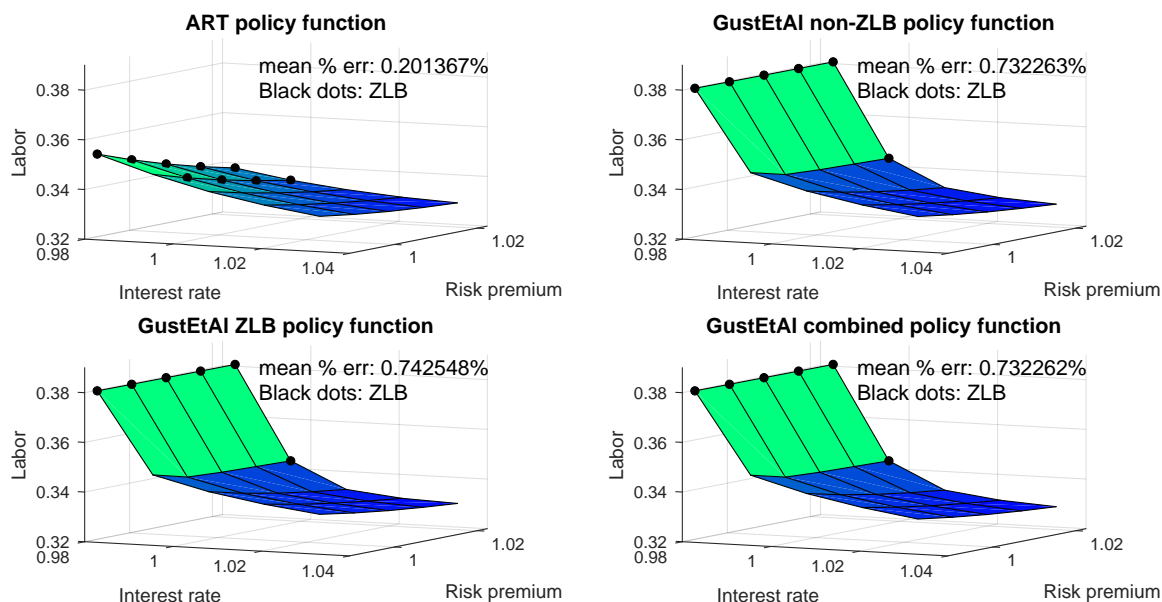 ART policy function
mean % err: 0.201367%
Black dots: ZLB
0.38
0.36
0.34
0.32
Labor
0.98
1
1.02
1.04
Interest rate
1
1.02
Risk premium
GustEtAl non-ZLB policy function
mean % err: 0.732263%
Black dots: ZLB
0.38
0.36
0.34
0.32
Labor
0.98
1
1.02
1.04
Interest rate
1
1.02
Risk premium
GustEtAl ZLB policy function
mean % err: 0.742548%
Black dots: ZLB
0.38
0.36
0.34
0.32
Labor
0.98
1
1.02
1.04
Interest rate
1
1.02
Risk premium
GustEtAl combined policy function
mean % err: 0.732262%
Black dots: ZLB
0.38
0.36
0.34
0.32
Labor
0.98
1
1.02
1.04
Interest rate
1
1.02
Risk premium